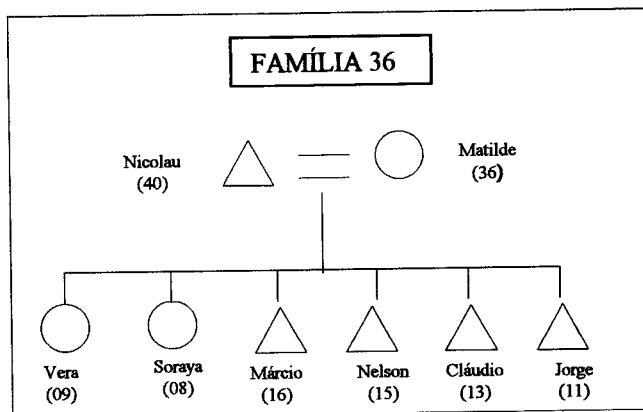 FAMÍLIA 36
Nicolau
(40)
Matilde
(36)
Vera
(09)
Soraya
(08)
Márcio
(16)
Nelson
(15)
Cláudio
(13)
Jorge
(11)